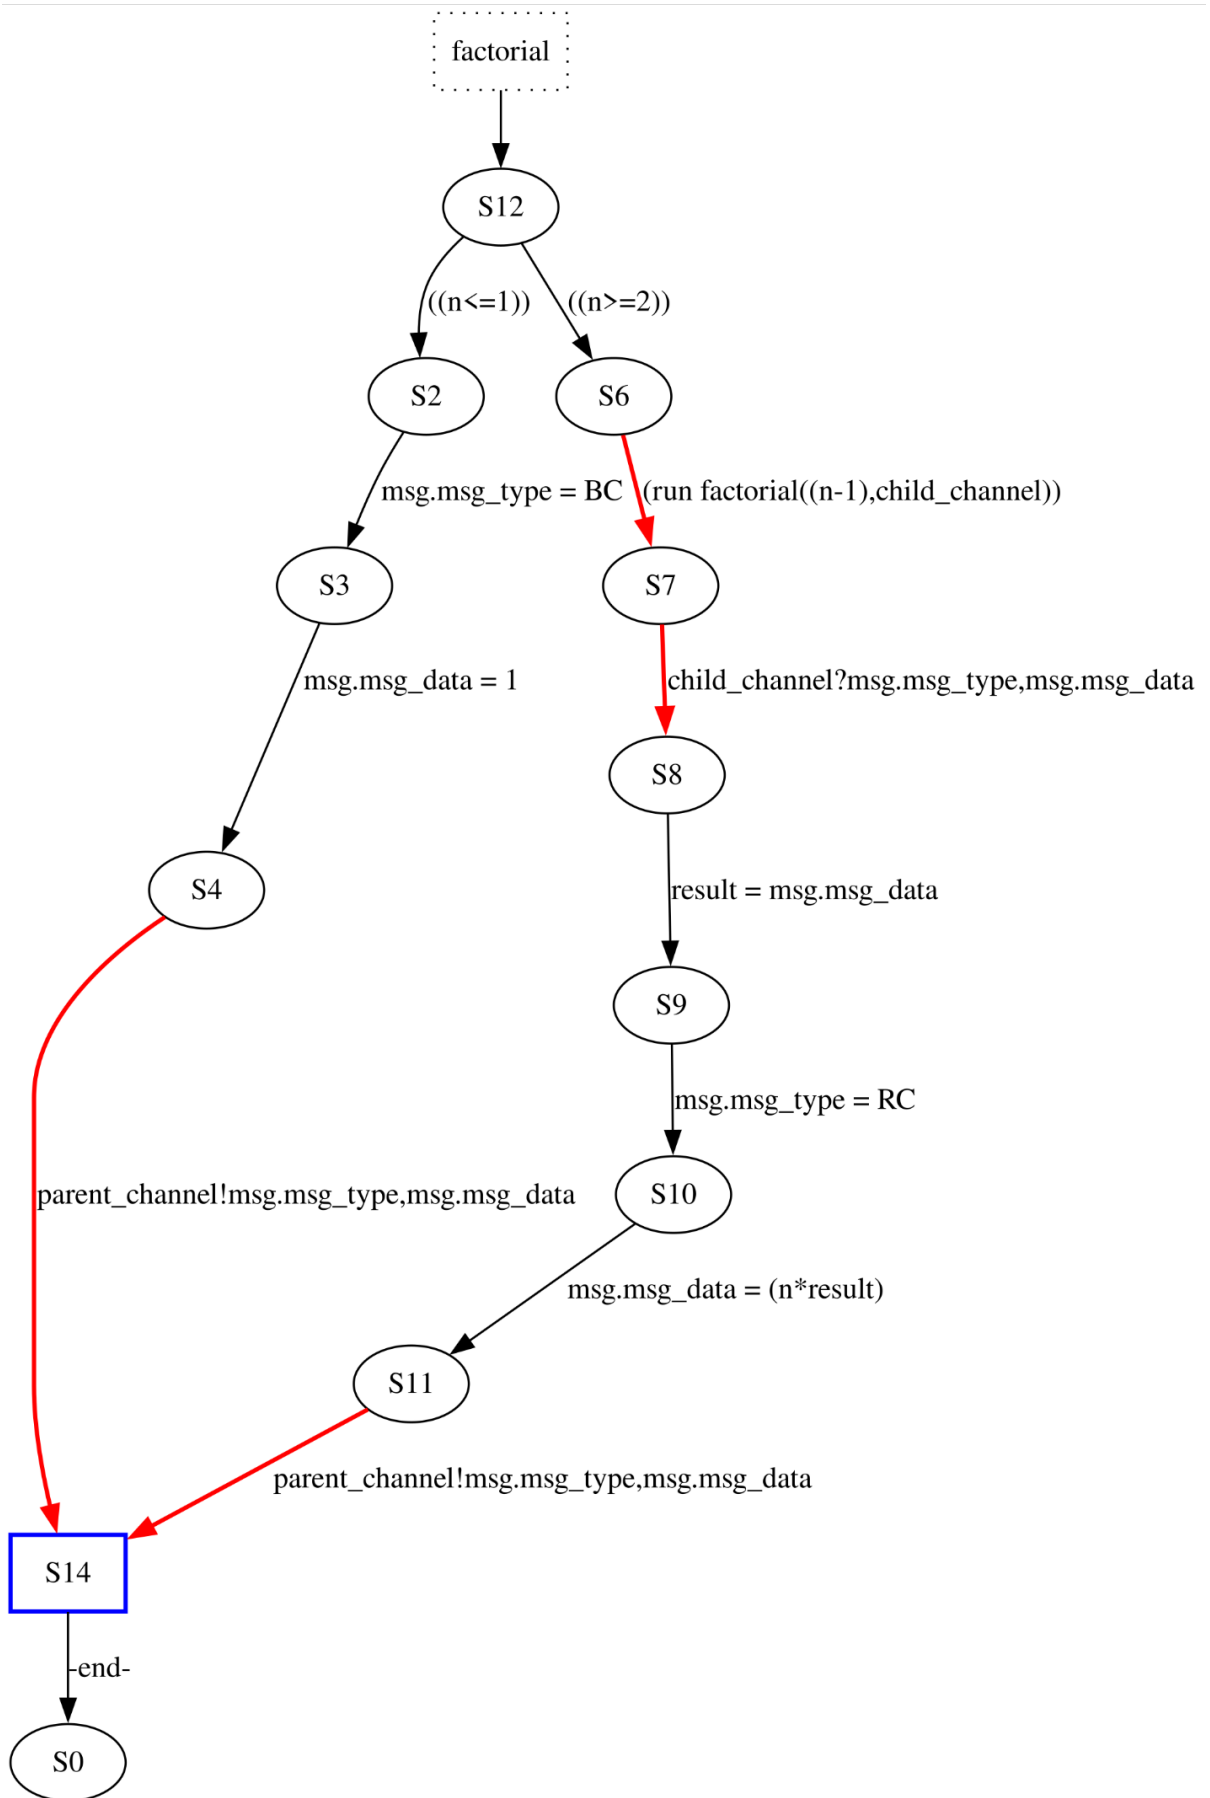 factorial
S12
((n<=1))
((n>=2))
S2
S6
msg.msg_type = BC
(run factorial((n-1),child_channel))
S3
S7
msg.msg_data = 1
child_channel?msg.msg_type,msg.msg_data
S8
S4
result = msg.msg_data
S9
msg.msg_type = RC
parent_channel!msg.msg_type,msg.msg_data
S10
msg.msg_data = (n*result)
S11
parent_channel!msg.msg_type,msg.msg_data
S14
-end-
S0